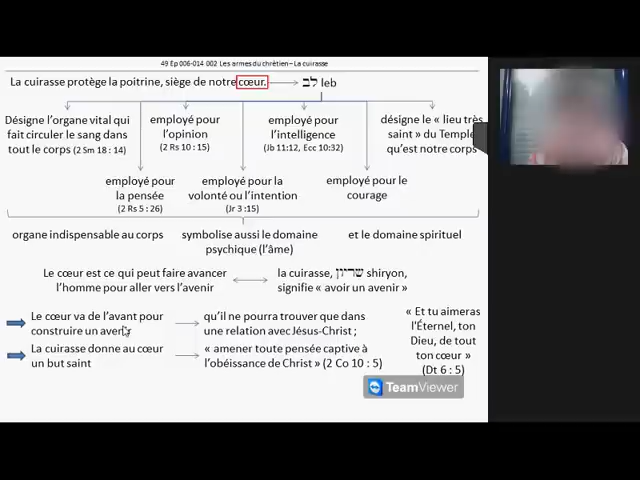 49 Ep 006-014 002 Les armes du chrétien – La cuirasse
La cuirasse protège la poitrine, siège de notre cœur. לב leb
Désigne l'organe vital qui
fait circuler le sang dans
tout le corps (2 Sm 18 : 14)
employé pour
l'opinion
(2 Rs 10 : 15)
employé pour
l'intelligence
(Jb 11:12, Ecc 10:32)
désigne le « lieu très
saint » du Temple
qu'est notre corps
employé pour
la pensée
(2 Rs 5 : 26)
employé pour la
volonté ou l'intention
(Jr 3 :15)
employé pour le
courage
organe indispensable au corps
symbolise aussi le domaine
psychique (l'âme)
et le domaine spirituel
Le cœur est ce qui peut faire avancer
l'homme pour aller vers l'avenir
la cuirasse, שריון shiryon,
signifie « avoir un avenir »
Le cœur va de l'avant pour
construire un avenir
qu'il ne pourra trouver que dans
une relation avec Jésus-Christ ;
La cuirasse donne au cœur
un but saint
« amener toute pensée captive à
l'obéissance de Christ » (2 Co 10 : 5)
« Et tu aimeras
l'Éternel, ton
Dieu, de tout
ton cœur »
(Dt 6 : 5)
TeamViewer